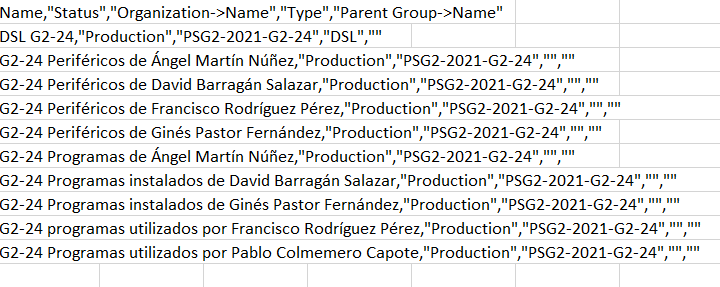 Name,"Status","Organization->Name","Type","Parent Group->Name"
DSL G2-24,"Production","PSG2-2021-G2-24","DSL",""
G2-24 Periféricos de Ángel Martín Núñez,"Production","PSG2-2021-G2-24","",""
G2-24 Periféricos de David Barragán Salazar,"Production","PSG2-2021-G2-24","",""
G2-24 Periféricos de Francisco Rodríguez Pérez,"Production","PSG2-2021-G2-24","",""
G2-24 Periféricos de Ginés Pastor Fernández,"Production","PSG2-2021-G2-24","",""
G2-24 Programas de Ángel Martín Núñez,"Production","PSG2-2021-G2-24","",""
G2-24 Programas instalados de David Barragán Salazar,"Production","PSG2-2021-G2-24","",""
G2-24 Programas instalados de Ginés Pastor Fernández,"Production","PSG2-2021-G2-24","",""
G2-24 programas utilizados por Francisco Rodríguez Pérez,"Production","PSG2-2021-G2-24","",""
G2-24 Programas utilizados por Pablo Colmemero Capote,"Production","PSG2-2021-G2-24","",""